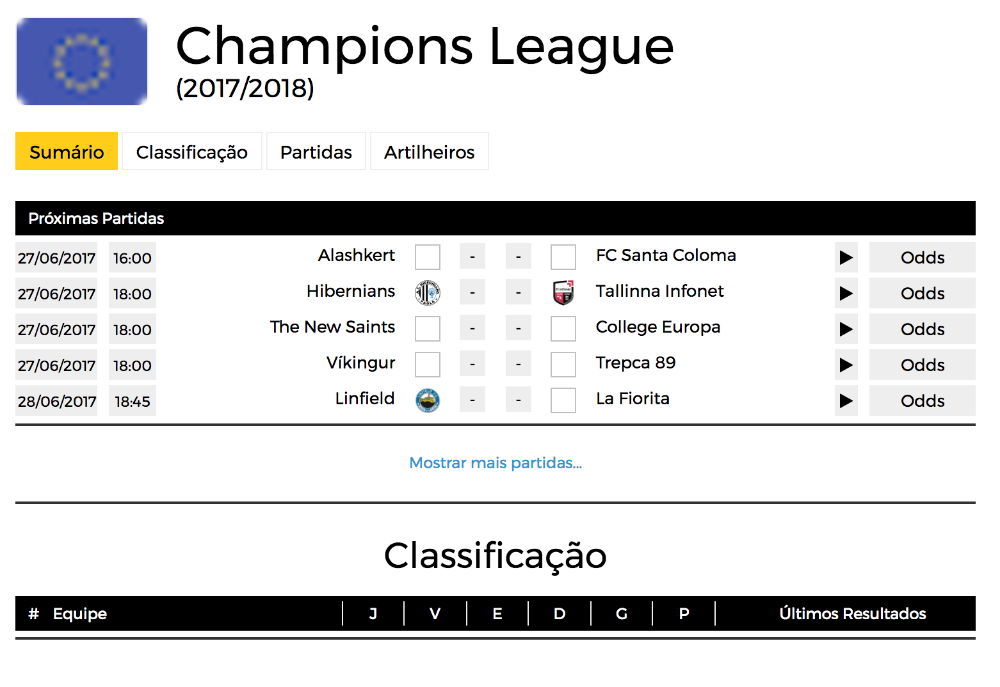 Champions League
(2017/2018)
Sumário Classificação Partidas Artilheiros
Próximas Partidas
27/06/2017 16:00 Alashkert - - FC Santa Coloma Odds
27/06/2017 18:00 Hibernians - - Tallinna Infonet Odds
27/06/2017 18:00 The New Saints - - College Europa Odds
27/06/2017 18:00 Víkingur - - Trepca 89 Odds
28/06/2017 18:45 Linfield - - La Fiorita Odds
Mostrar mais partidas...
Classificação
# Equipe J V E D G P Últimos Resultados